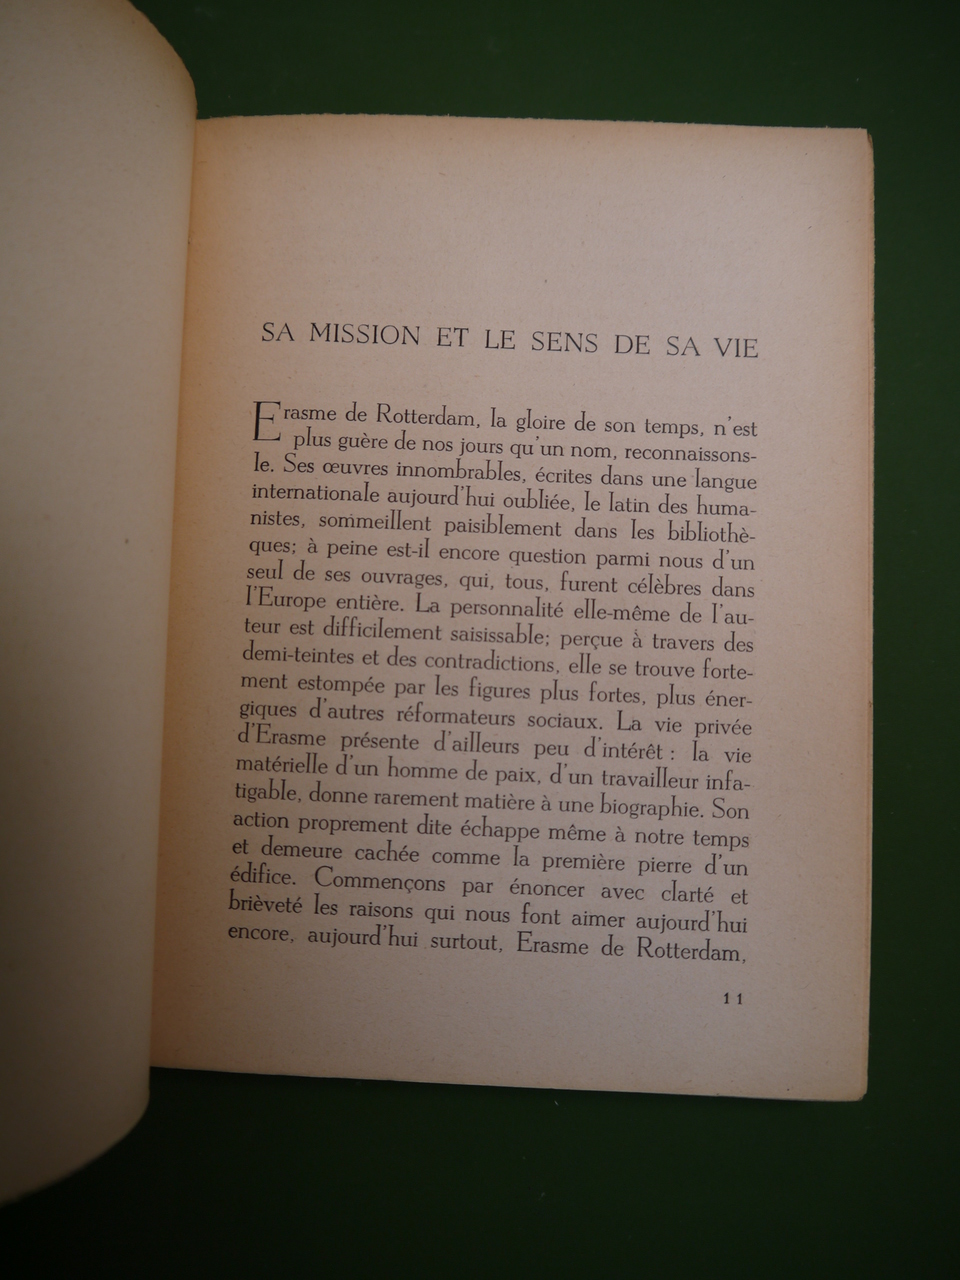 SA MISSION ET LE SENS DE SA VIE
Erasme de Rotterdam, la gloire de son temps, n'est
plus guère de nos jours qu'un nom, reconnaissons-
le. Ses œuvres innombrables, écrites dans une langue
internationale aujourd'hui oubliée, le latin des huma-
nistes, sommeillent paisiblement dans les bibliothè-
ques; à peine est-il encore question parmi nous d'un
seul de ses ouvrages, qui, tous, furent célèbres dans
l'Europe entière. La personnalité elle-même de l'au-
teur est difficilement saisissable; perçue à travers des
demi-teintes et des contradictions, elle se trouve forte-
ment estompée par les figures plus fortes, plus éner-
giques d'autres réformateurs sociaux. La vie privée
d'Erasme présente d'ailleurs peu d'intérêt : la vie
matérielle d'un homme de paix, d'un travailleur infa-
tigable, donne rarement matière à une biographie. Son
action proprement dite échappe même à notre temps
et demeure cachée comme la première pierre d'un
édifice. Commençons par énoncer avec clarté et
brièveté les raisons qui nous font aimer aujourd'hui
encore, aujourd'hui surtout, Erasme de Rotterdam,
11